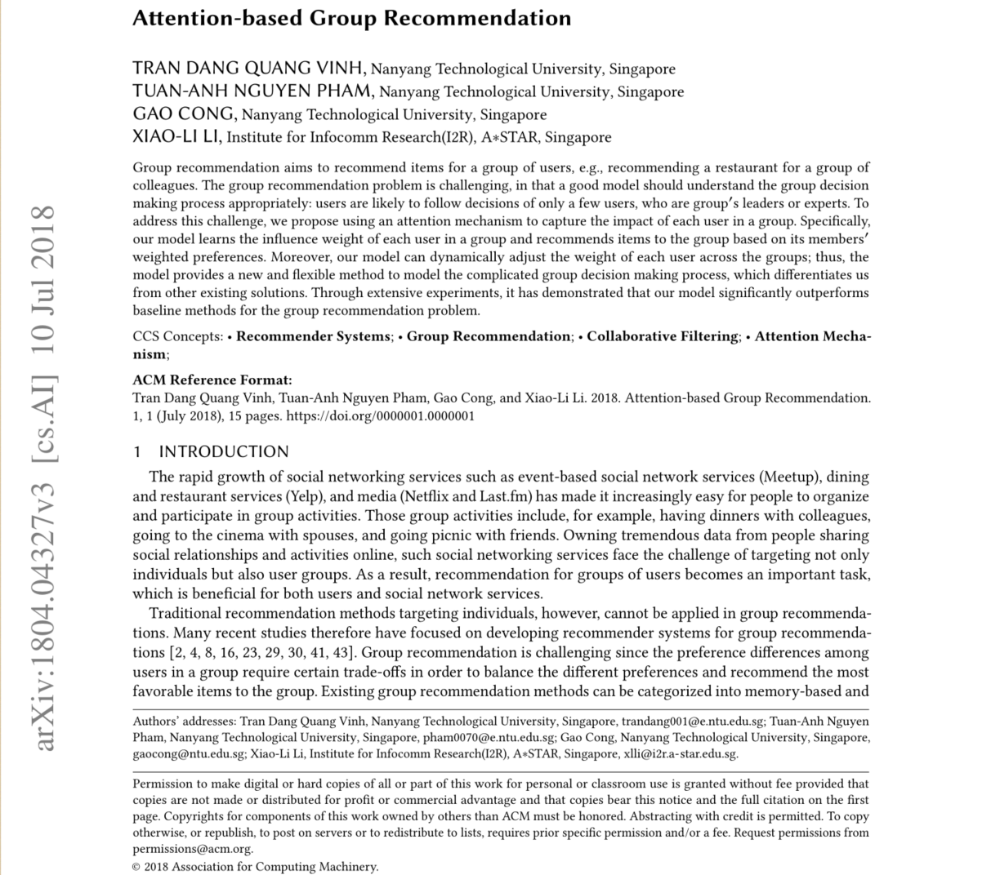 Attention-based Group Recommendation
TRAN DANG QUANG VINH, Nanyang Technological University, Singapore
TUAN-ANH NGUYEN PHAM, Nanyang Technological University, Singapore
GAO CONG, Nanyang Technological University, Singapore
XIAO-LI LI, Institute for Infocomm Research(I2R), A∗STAR, Singapore
Group recommendation aims to recommend items for a group of users, e.g., recommending a restaurant for a group of
colleagues. The group recommendation problem is challenging, in that a good model should understand the group decision
making process appropriately: users are likely to follow decisions of only a few users, who are group′s leaders or experts. To
address this challenge, we propose using an attention mechanism to capture the impact of each user in a group. Specifically,
our model learns the influence weight of each user in a group and recommends items to the group based on its members′
weighted preferences. Moreover, our model can dynamically adjust the weight of each user across the groups; thus, the
model provides a new and flexible method to model the complicated group decision making process, which differentiates us
from other existing solutions. Through extensive experiments, it has demonstrated that our model significantly outperforms
baseline methods for the group recommendation problem.
CCS Concepts: • Recommender Systems; • Group Recommendation; • Collaborative Filtering; • Attention Mecha-
nism;
ACM Reference Format:
Tran Dang Quang Vinh, Tuan-Anh Nguyen Pham, Gao Cong, and Xiao-Li Li. 2018. Attention-based Group Recommendation.
1, 1 (July 2018), 15 pages. https://doi.org/0000001.0000001
1 INTRODUCTION
The rapid growth of social networking services such as event-based social network services (Meetup), dining
and restaurant services (Yelp), and media (Netflix and Last.fm) has made it increasingly easy for people to organize
and participate in group activities. Those group activities include, for example, having dinners with colleagues,
going to the cinema with spouses, and going picnic with friends. Owning tremendous data from people sharing
social relationships and activities online, such social networking services face the challenge of targeting not only
individuals but also user groups. As a result, recommendation for groups of users becomes an important task,
which is beneficial for both users and social network services.
Traditional recommendation methods targeting individuals, however, cannot be applied in group recommenda-
tions. Many recent studies therefore have focused on developing recommender systems for group recommenda-
tions [2, 4, 8, 16, 23, 29, 30, 41, 43]. Group recommendation is challenging since the preference differences among
users in a group require certain trade-offs in order to balance the different preferences and recommend the most
favorable items to the group. Existing group recommendation methods can be categorized into memory-based and
Authors' addresses: Tran Dang Quang Vinh, Nanyang Technological University, Singapore, trandang001@e.ntu.edu.sg; Tuan-Anh Nguyen
Pham, Nanyang Technological University, Singapore, pham0070@e.ntu.edu.sg; Gao Cong, Nanyang Technological University, Singapore,
gaocong@ntu.edu.sg; Xiao-Li Li, Institute for Infocomm Research(I2R), A∗STAR, Singapore, xlli@i2r.a-star.edu.sg.
Permission to make digital or hard copies of all or part of this work for personal or classroom use is granted without fee provided that
copies are not made or distributed for profit or commercial advantage and that copies bear this notice and the full citation on the first
page. Copyrights for components of this work owned by others than ACM must be honored. Abstracting with credit is permitted. To copy
otherwise, or republish, to post on servers or to redistribute to lists, requires prior specific permission and/or a fee. Request permissions from
permissions@acm.org.
© 2018 Association for Computing Machinery.
arXiv:1804.04327v3 [cs.AI] 10 Jul 2018